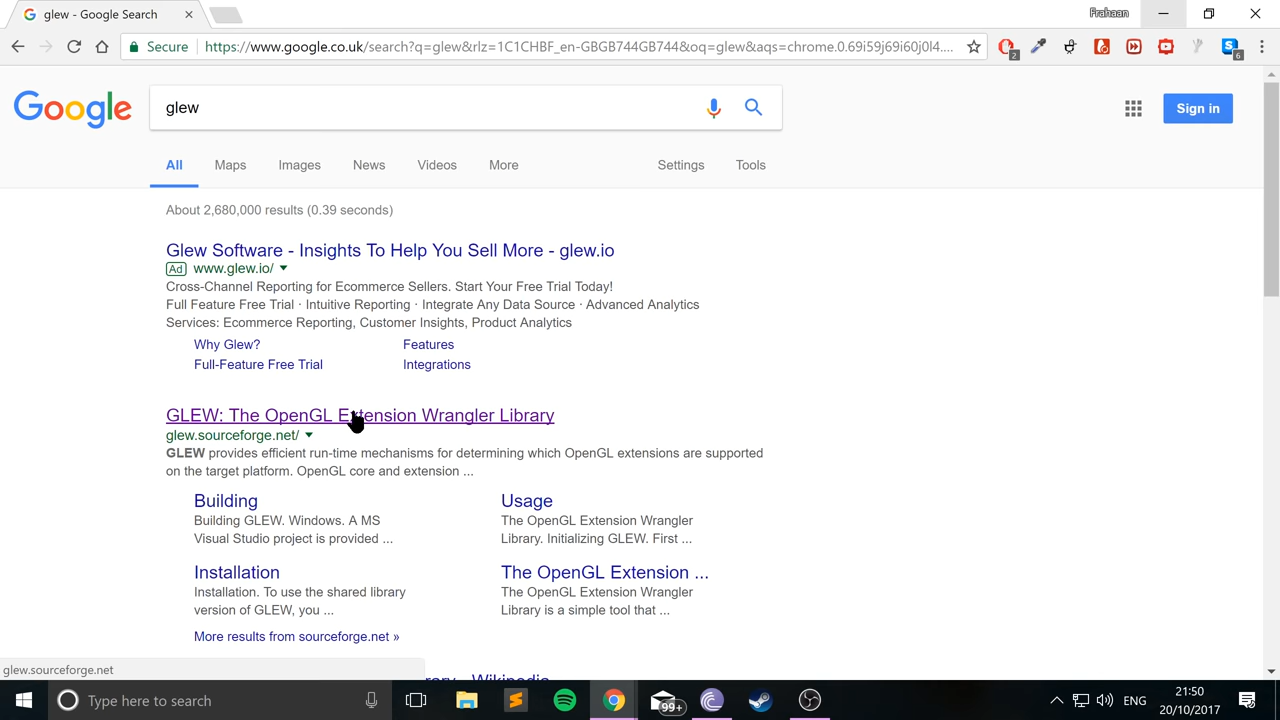 glew - Google Search
Frahaan
Secure
https://www.google.co.uk/search?q=glew&rlz=1C1CHBF_en-GBGB744GB744&oq=glew&aqs=chrome.0.69i59j69i60j0l4....
2
6
Google
glew
Sign in
All
Maps
Images
News
Videos
More
Settings
Tools
About 2,680,000 results (0.39 seconds)
Glew Software - Insights To Help You Sell More - glew.io
Ad www.glew.io/
Cross-Channel Reporting for Ecommerce Sellers. Start Your Free Trial Today!
Full Feature Free Trial · Intuitive Reporting · Integrate Any Data Source · Advanced Analytics
Services: Ecommerce Reporting, Customer Insights, Product Analytics
Why Glew?
Features
Full-Feature Free Trial
Integrations
GLEW: The OpenGL Extension Wrangler Library
glew.sourceforge.net/
GLEW provides efficient run-time mechanisms for determining which OpenGL extensions are supported
on the target platform. OpenGL core and extension ...
Building
Building GLEW. Windows. A MS
Visual Studio project is provided ...
Usage
The OpenGL Extension Wrangler
Library. Initializing GLEW. First ...
Installation
Installation. To use the shared library
version of GLEW, you ...
The OpenGL Extension ...
The OpenGL Extension Wrangler
Library is a simple tool that ...
More results from sourceforge.net »
glew.sourceforge.net
Wikipedia
Type here to search
99+
ENG
21:50
20/10/2017